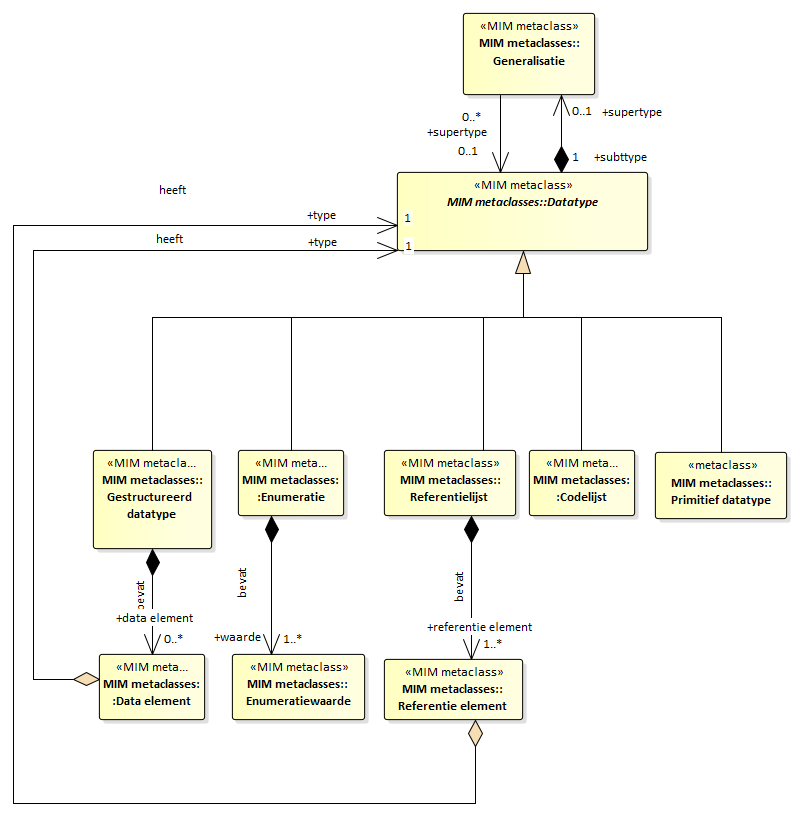 «MIM metaclass»
MIM metaclasses::
Generalisatie
0..*
+supertype
0..1
0..1 +supertype
1 +subttype
«MIM metaclass»
MIM metaclasses::Datatype
heeft
+type
1
heeft
+type
1
«MIM metacla...
MIM metaclasses::
Gestructureerd
datatype
«MIM meta...
MIM metaclasses:
:Enumeratie
«MIM metaclass»
MIM metaclasses::
Referentielijst
«MIM meta...
MIM metaclasses:
:Codelijst
«metaclass»
MIM metaclasses::
Primitief datatype
bevat
+data element
0..*
bevat
+waarde
1..*
bevat
+referentie element
1..*
«MIM meta...
MIM metaclasses:
:Data element
«MIM metaclass»
MIM metaclasses::
Enumeratiewaarde
«MIM metaclass»
MIM metaclasses::
Referentie element